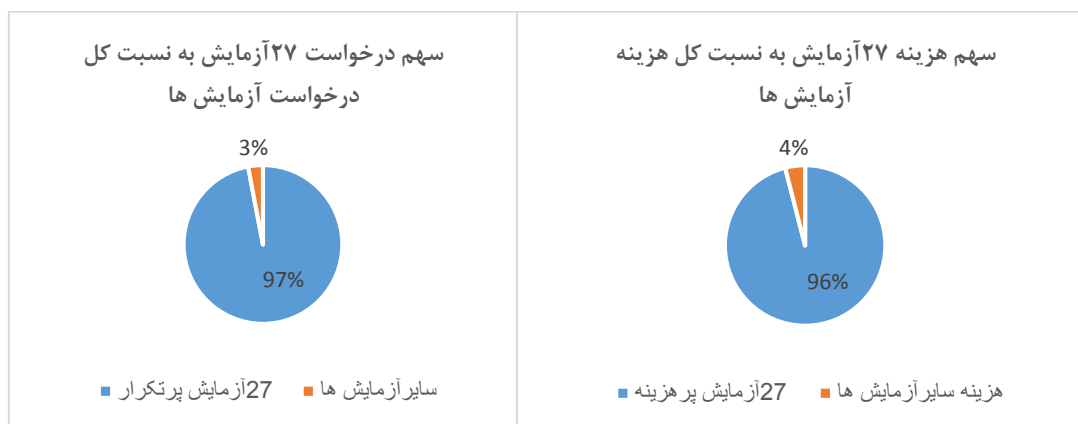 سهم هزینه ۲۷آزمایش به نسبت کل هزینه
آزمایش ها
4%
96%
27آزمایش پرهزینه
هزینه سایرآزمایش ها
سهم درخواست ۲۷آزمایش به نسبت کل
درخواست آزمایش ها
3%
97%
27آزمایش پرتکرار
سایرآزمایش ها